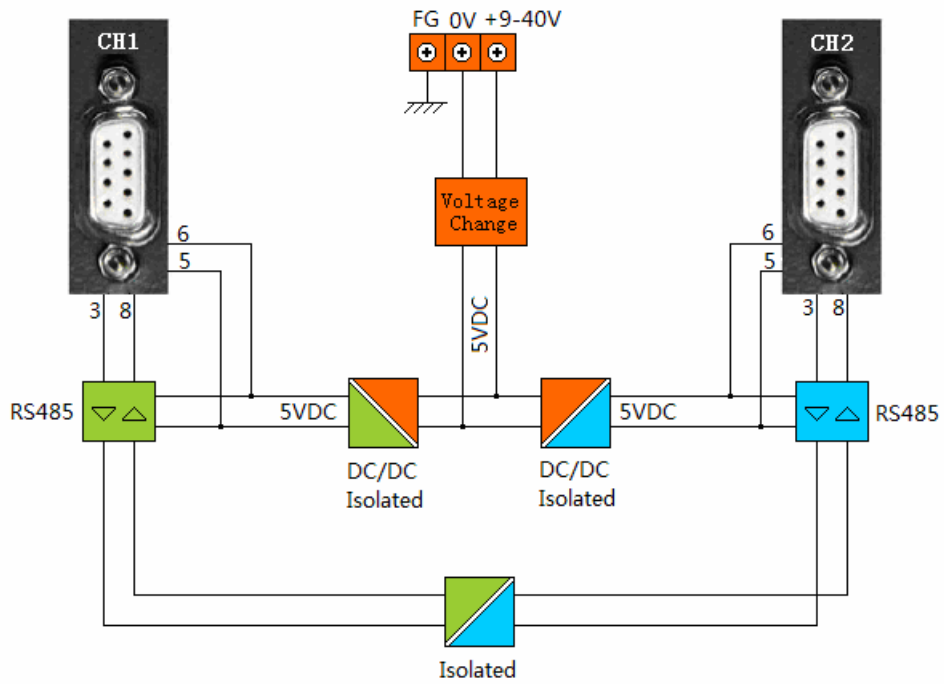 FG 0V +9-40V
CH1
CH2
Voltage
Change
6
5
6
5
3 8
3 8
5VDC
RS485
5VDC
5VDC
RS485
DC/DC
Isolated
DC/DC
Isolated
Isolated